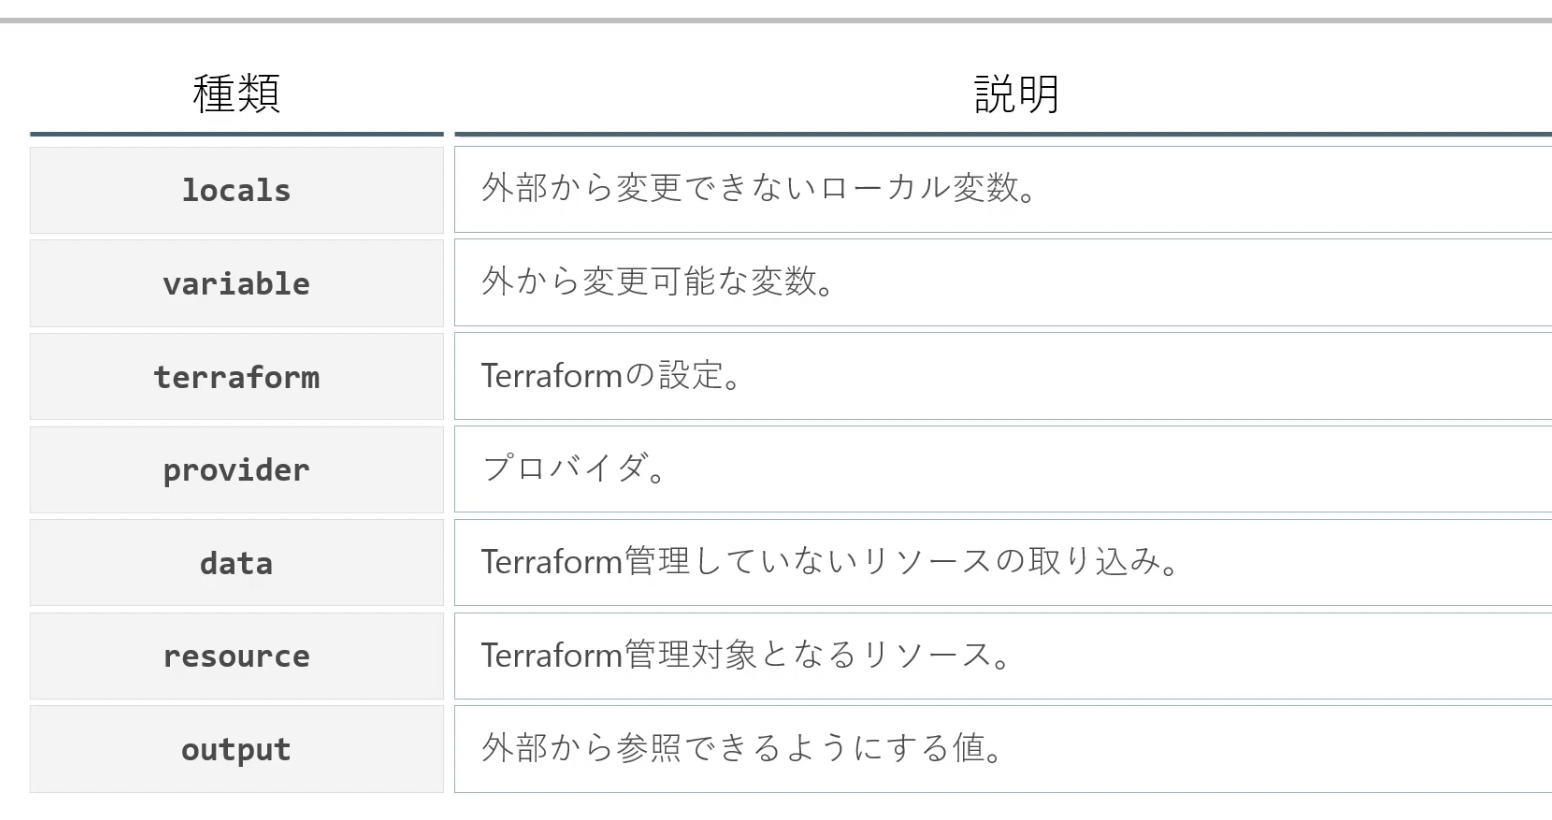 種類 説明
locals 外部から変更できないローカル変数。
variable 外から変更可能な変数。
terraform Terraformの設定。
provider プロバイダ。
data Terraform管理していないリソースの取り込み。
resource Terraform管理対象となるリソース。
output 外部から参照できるようにする値。